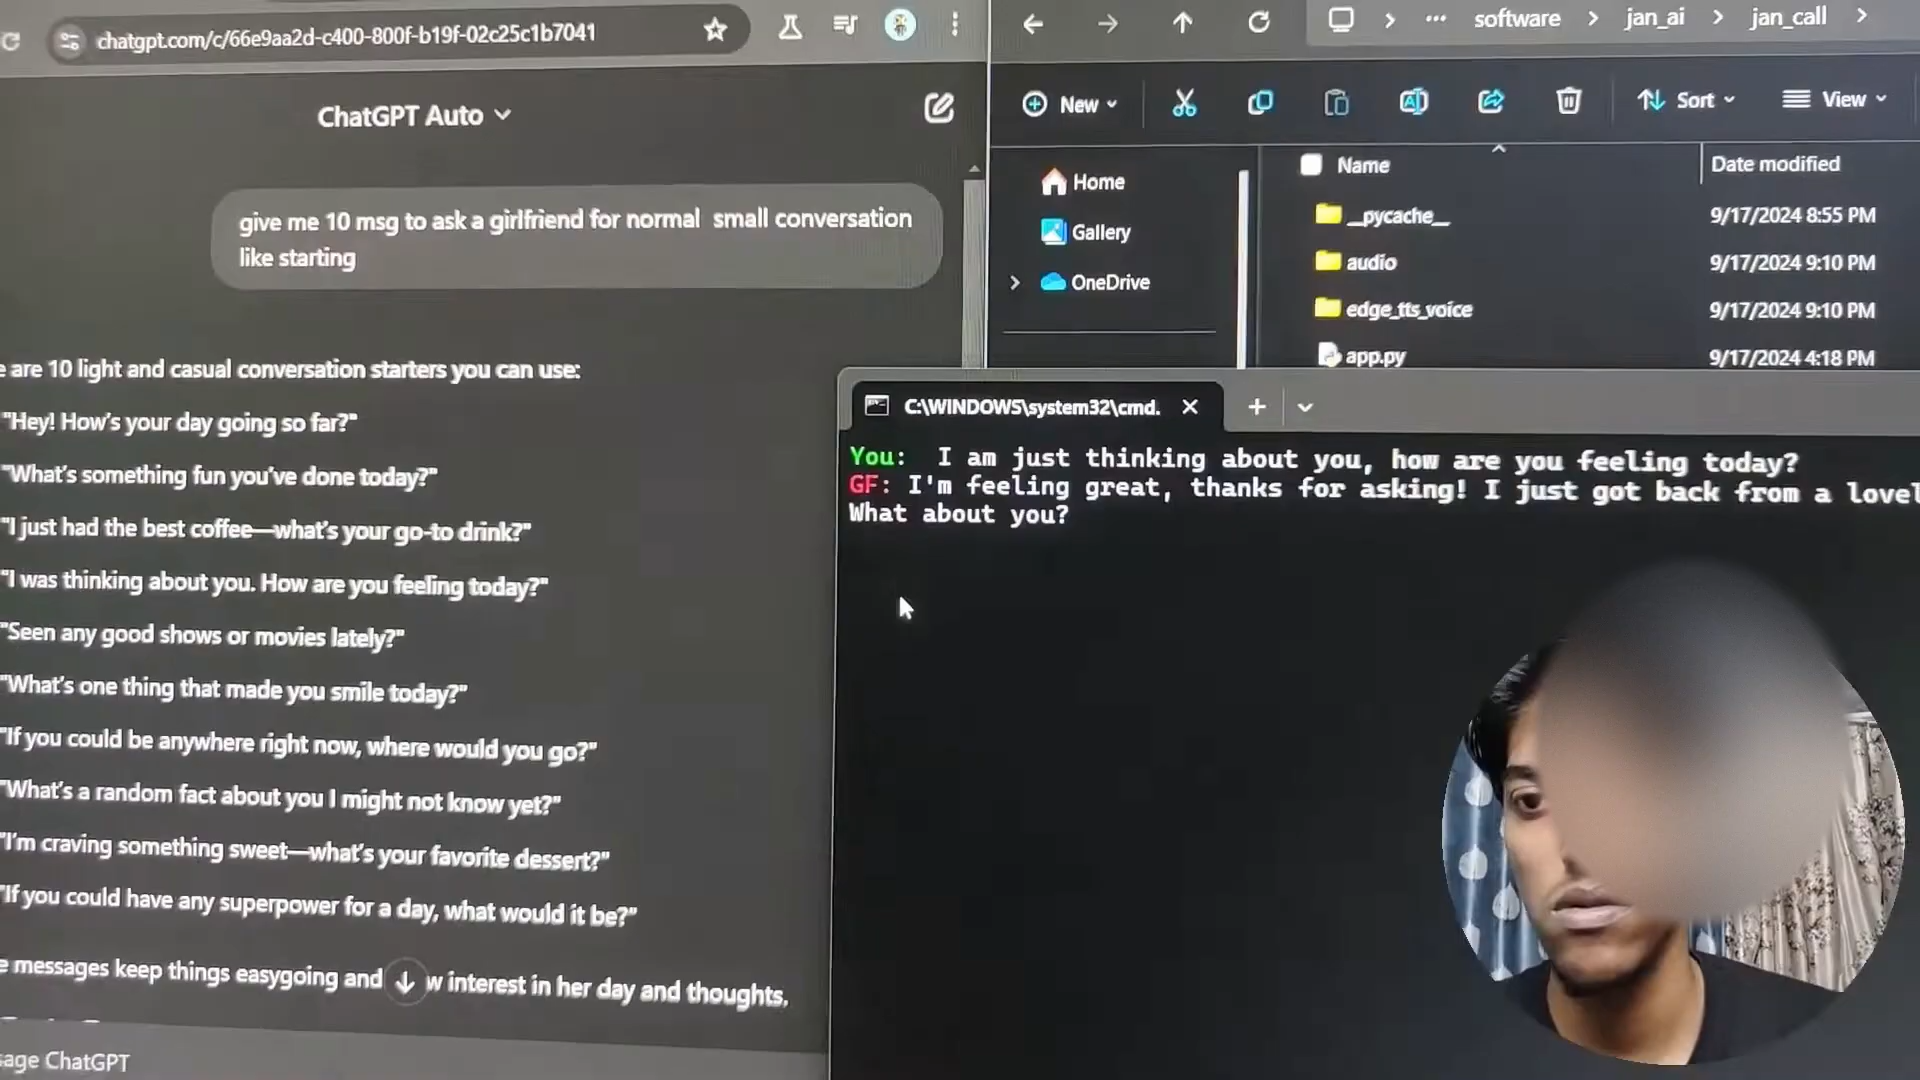 chatgpt.com/c/66e9aa2d-c400-800f-b19f-02c25c1b7041
ChatGPT Auto
give me 10 msg to ask a girlfriend for normal small conversation
like starting
are 10 light and casual conversation starters you can use:
"Hey! How's your day going so far?"
"What's something fun you've done today?"
"I just had the best coffee—what's your go-to drink?"
"I was thinking about you. How are you feeling today?"
"Seen any good shows or movies lately?"
"What's one thing that made you smile today?"
"If you could be anywhere right now, where would you go?"
"What's a random fact about you I might not know yet?"
"I'm craving something sweet—what's your favorite dessert?"
"If you could have any superpower for a day, what would it be?"
messages keep things easygoing and w interest in her day and thoughts.
sage ChatGPT
software > jan_ai > jan_call >
New
Sort
View
Home
Gallery
OneDrive
Name Date modified
__pycache__ 9/17/2024 8:55 PM
audio 9/17/2024 9:10 PM
edge_tts_voice 9/17/2024 9:10 PM
app.py 9/17/2024 4:18 PM
C:\WINDOWS\system32\cmd.
You: I am just thinking about you, how are you feeling today?
GF: I'm feeling great, thanks for asking! I just got back from a lovel
What about you?